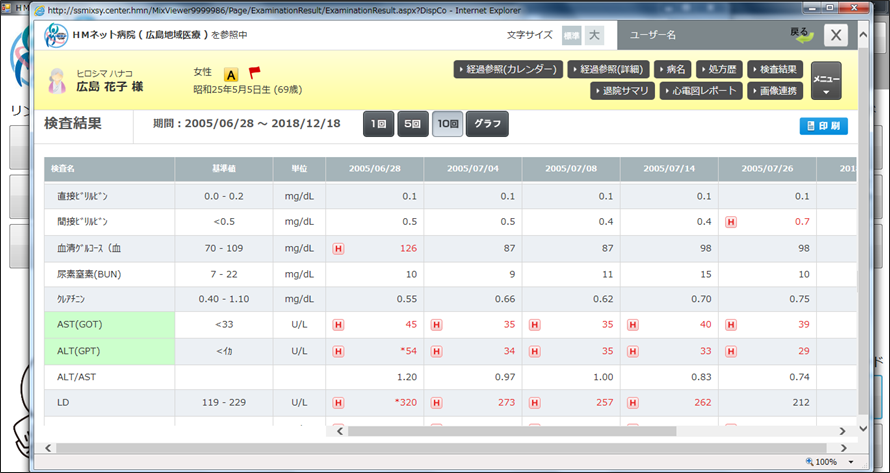 http://ssmixsy.center.hmn/MixViewer9999986/Page/ExaminationResult/ExaminationResult.aspx?DispCo - Internet Explorer
HMネット病院 ( 広島地域医療 ) を参照中
文字サイズ 標準 大
ユーザー名
戻る
X
ヒロシマ ハナコ
広島 花子 様
女性 A
昭和25年5月5日生 (69歳)
経過参照(カレンダー) 経過参照(詳細) 病名 処方歴 検査結果
退院サマリ 心電図レポート 画像連携
メニュー
検査結果
期間 : 2005/06/28 ～ 2018/12/18
1回 5回 10回 グラフ
印刷
検査名 基準値 単位 2005/06/28 2005/07/04 2005/07/08 2005/07/14 2005/07/26 201
直接ﾋﾞﾘﾙﾋﾞﾝ 0.0 - 0.2 mg/dL 0.1 0.1 0.1 0.1 0.1
間接ﾋﾞﾘﾙﾋﾞﾝ <0.5 mg/dL 0.5 0.5 0.4 0.4 H 0.7
血清ｸﾞﾙｺｰｽ（血 70 - 109 mg/dL H 126 87 87 98 98
尿素窒素(BUN) 7 - 22 mg/dL 10 9 11 15 10
ｸﾚｱﾁﾆﾝ 0.40 - 1.10 mg/dL 0.55 0.66 0.62 0.70 0.75
AST(GOT) <33 U/L H 45 H 35 H 35 H 40 H 39
ALT(GPT) <ｲｶ U/L H *54 H 34 H 35 H 33 H 29
ALT/AST 1.20 0.97 1.00 0.83 0.74
LD 119 - 229 U/L H *320 H 273 H 257 H 262 212
100%